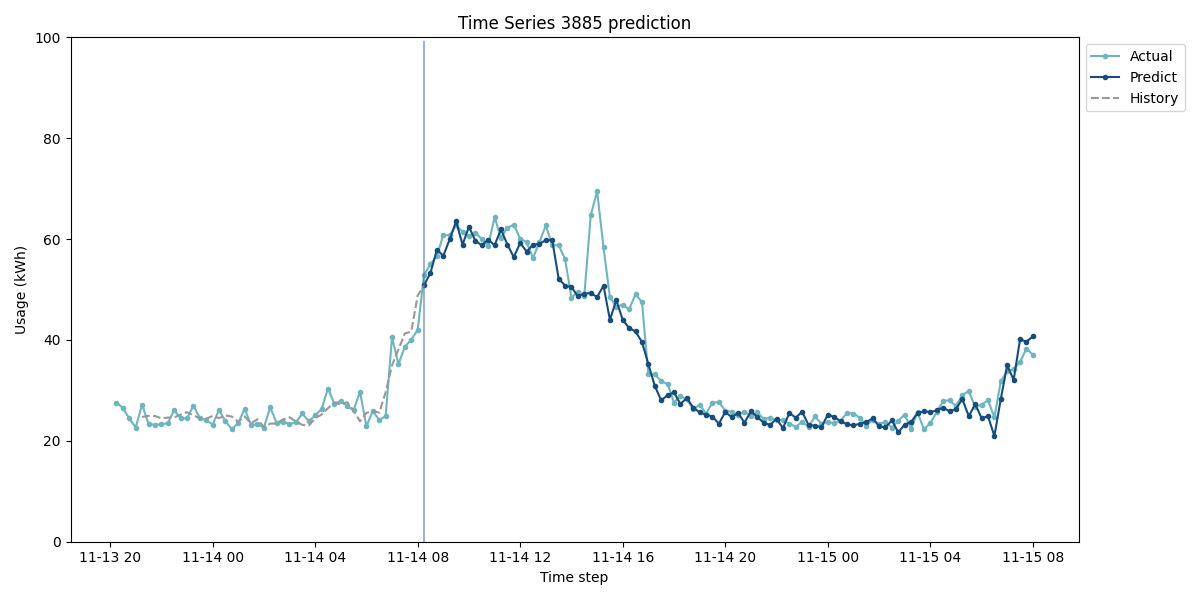 Time Series 3885 prediction
100
80
60
40
20
0
Usage (kWh)
11-13 20
11-14 00
11-14 04
11-14 08
11-14 12
11-14 16
11-14 20
11-15 00
11-15 04
11-15 08
Time step
Actual
Predict
History